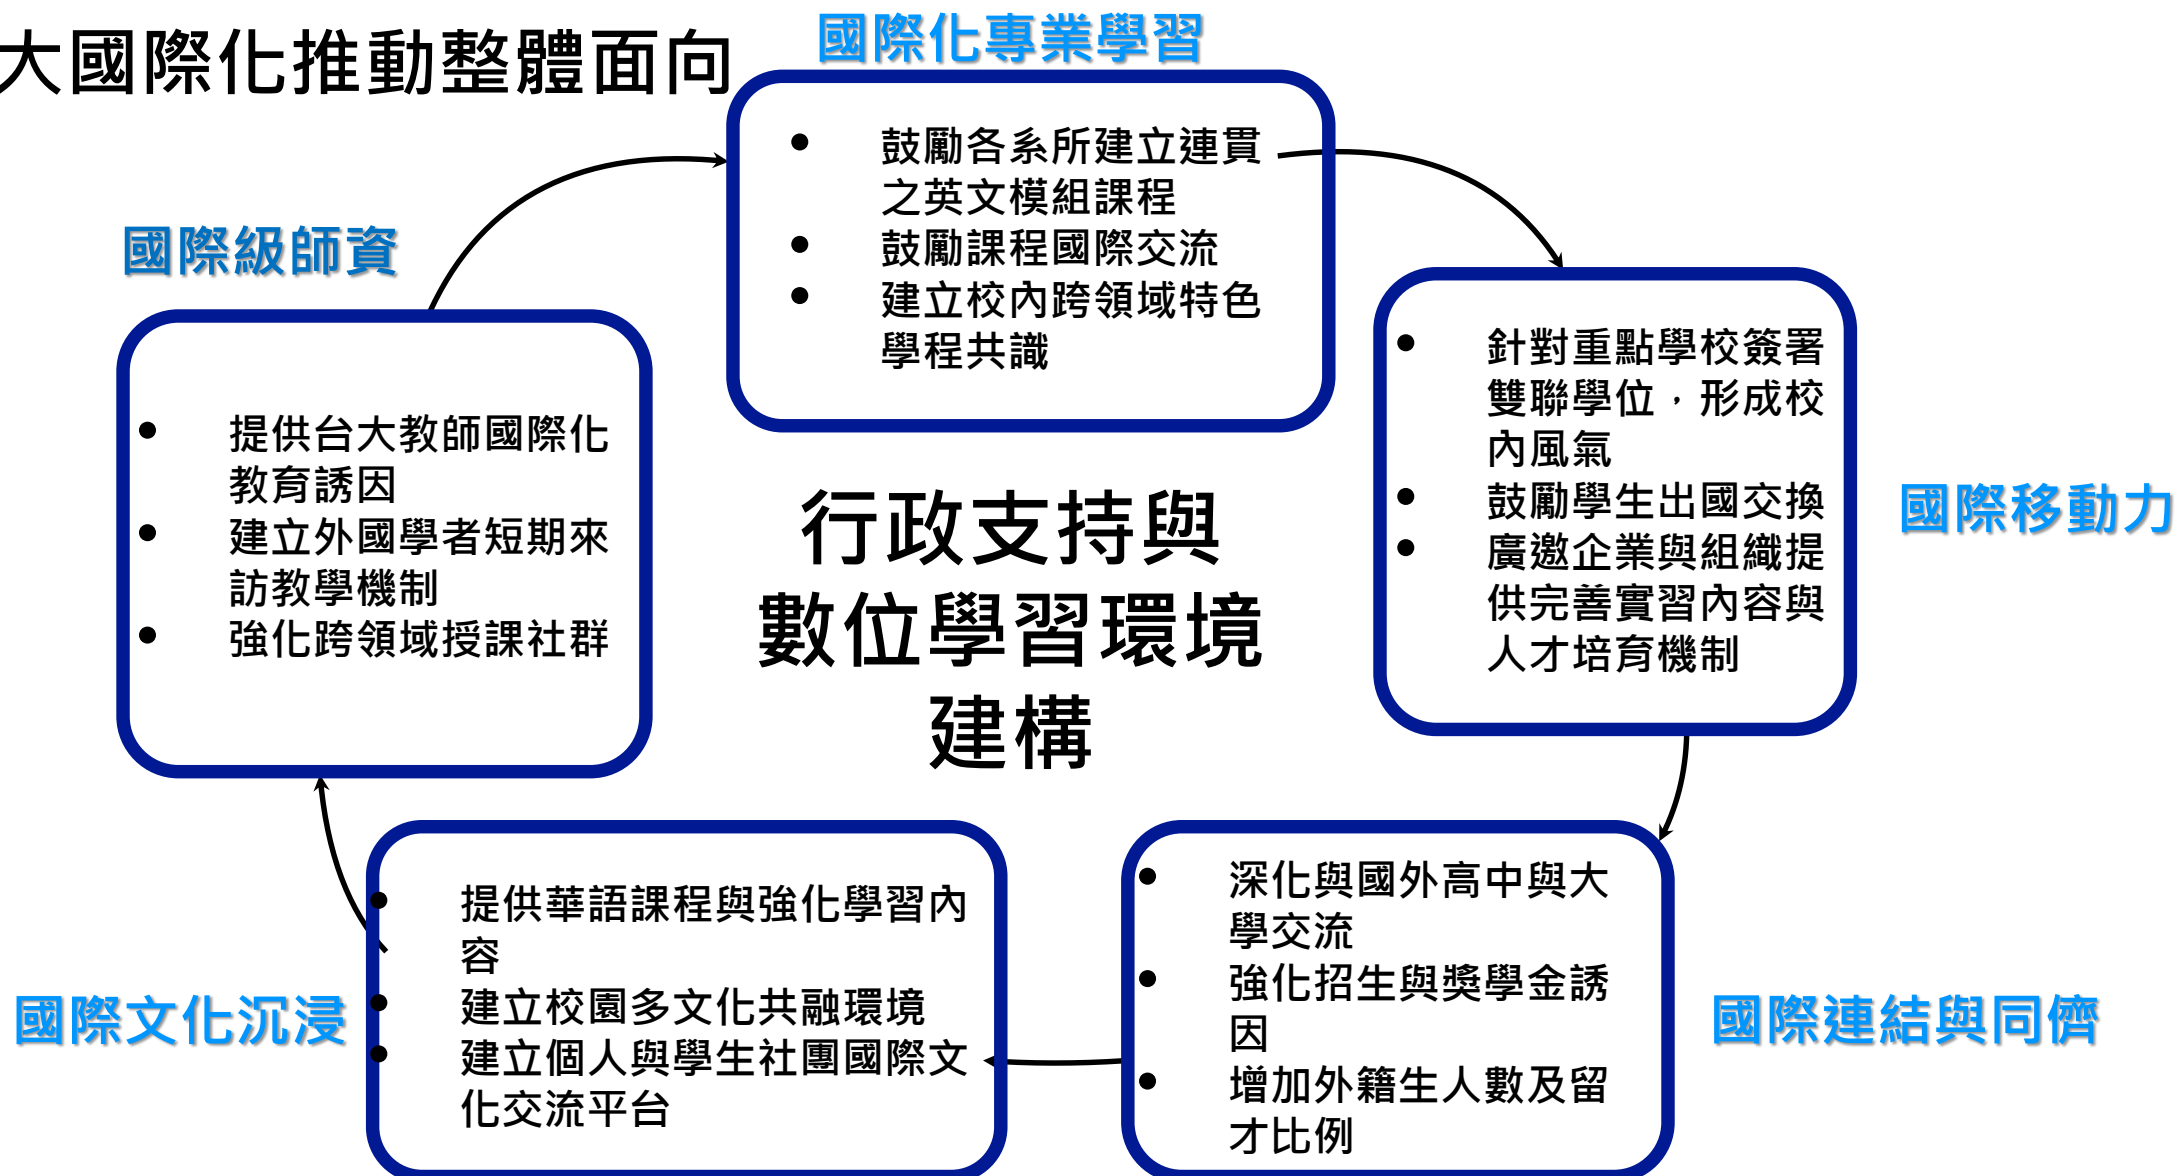 大國際化推動整體面向
國際化專業學習
• 鼓勵各系所建立連貫
之英文模組課程
• 鼓勵課程國際交流
• 建立校內跨領域特色
學程共識
國際級師資
• 提供台大教師國際化
教育誘因
• 建立外國學者短期來
訪教學機制
• 強化跨領域授課社群
行政支持與
數位學習環境
建構
• 針對重點學校簽署
雙聯學位，形成校
內風氣
• 鼓勵學生出國交換
• 廣邀企業與組織提
供完善實習內容與
人才培育機制
國際移動力
國際文化沉浸
• 提供華語課程與強化學習內
容
• 建立校園多文化共融環境
• 建立個人與學生社團國際文
化交流平台
• 深化與國外高中與大
學交流
• 強化招生與獎學金誘
因
• 增加外籍生人數及留
才比例
國際連結與同儕